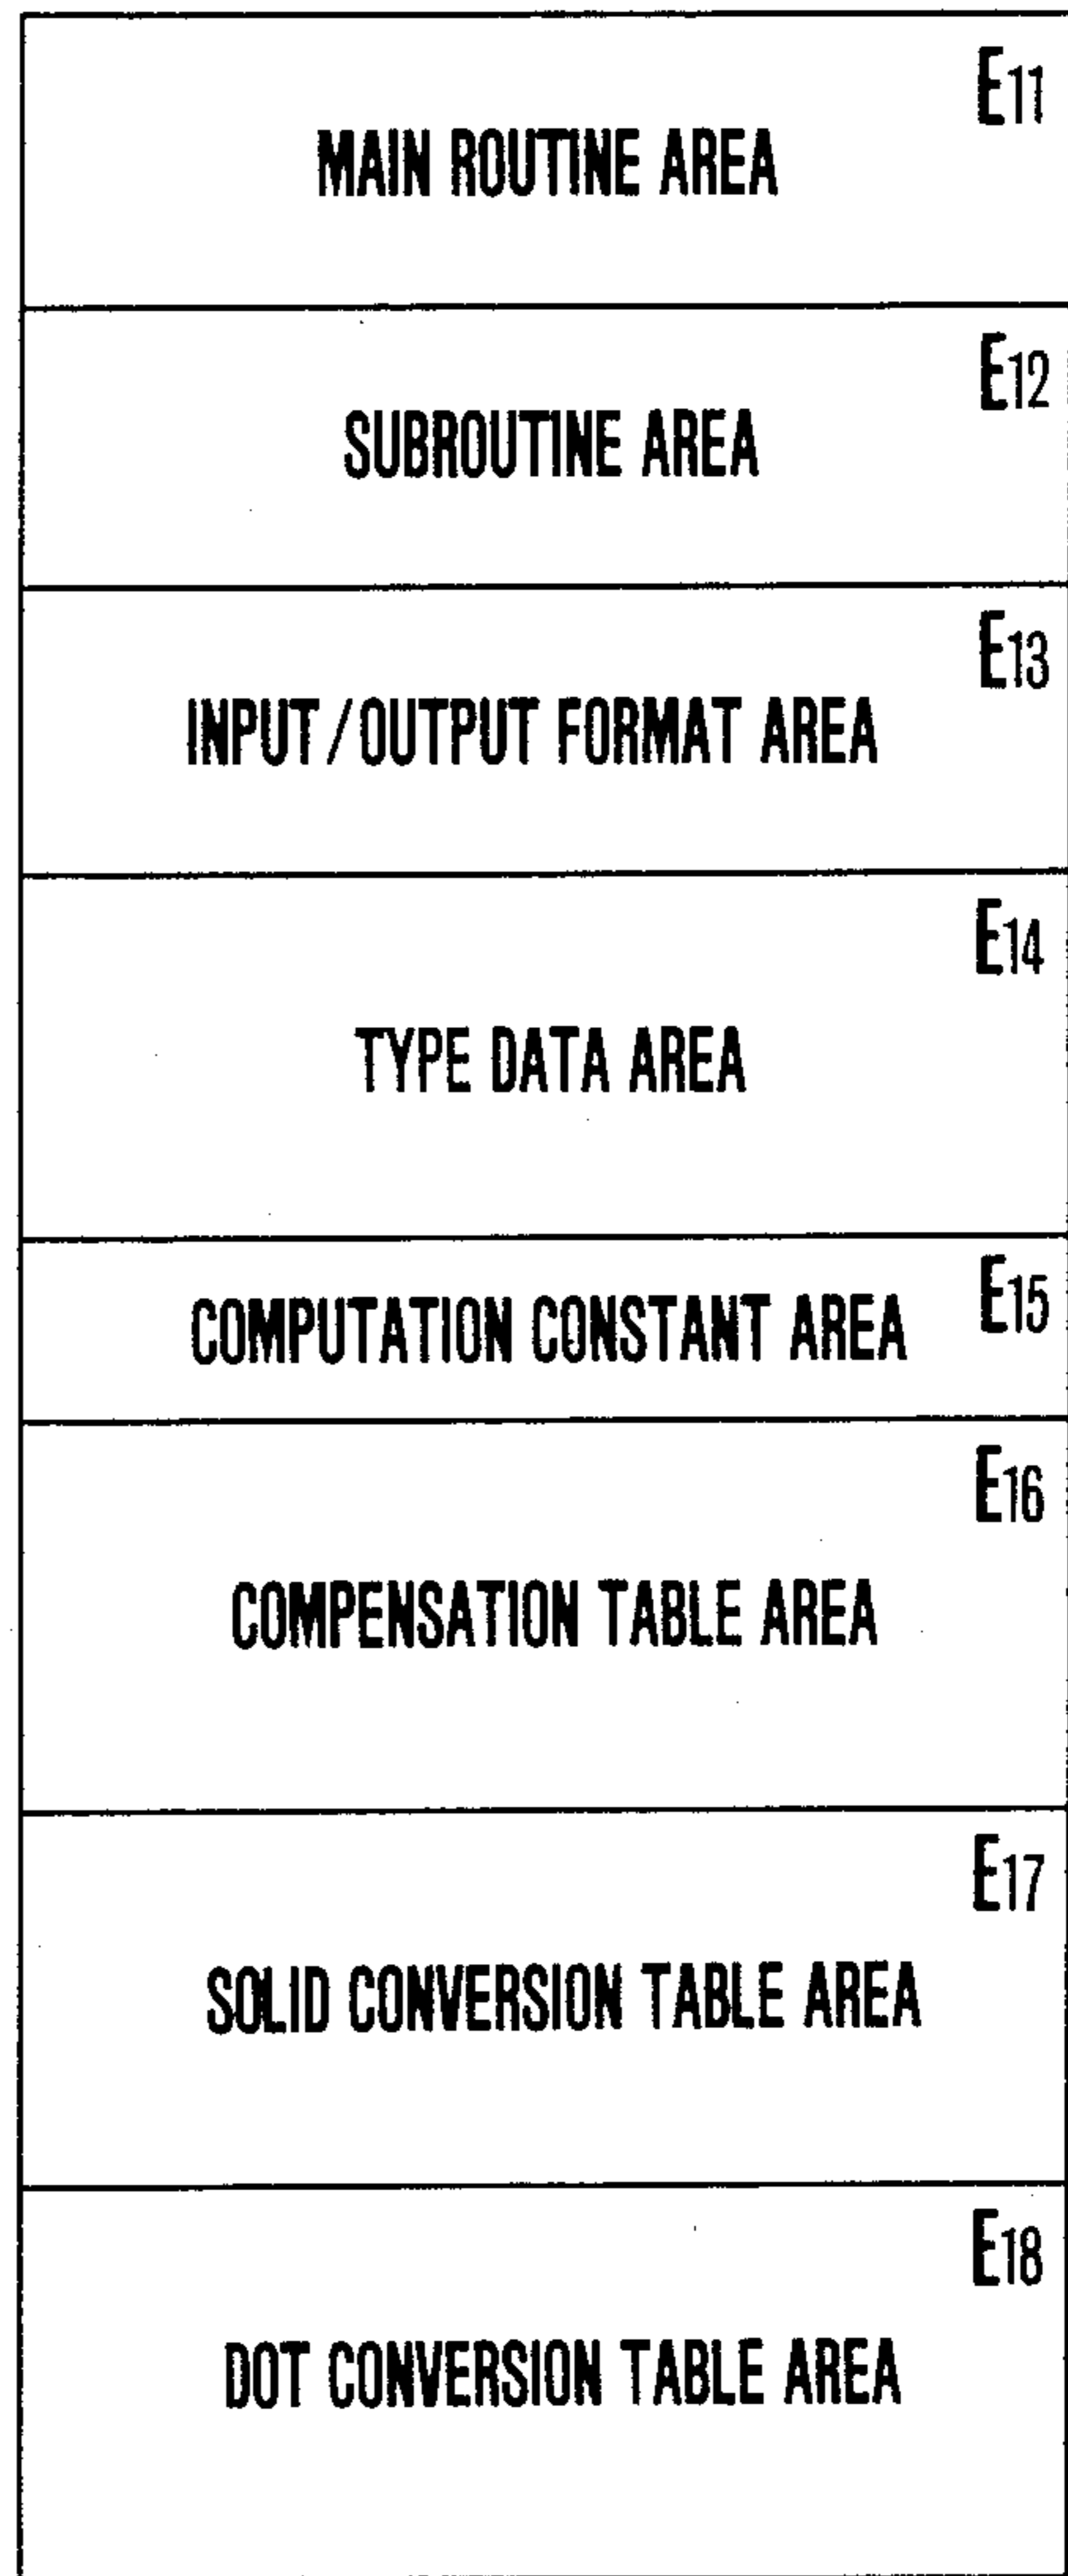 E11
MAIN ROUTINE AREA
E12
SUBROUTINE AREA
E13
INPUT/OUTPUT FORMAT AREA
E14
TYPE DATA AREA
E15
COMPUTATION CONSTANT AREA
E16
COMPENSATION TABLE AREA
E17
SOLID CONVERSION TABLE AREA
E18
DOT CONVERSION TABLE AREA